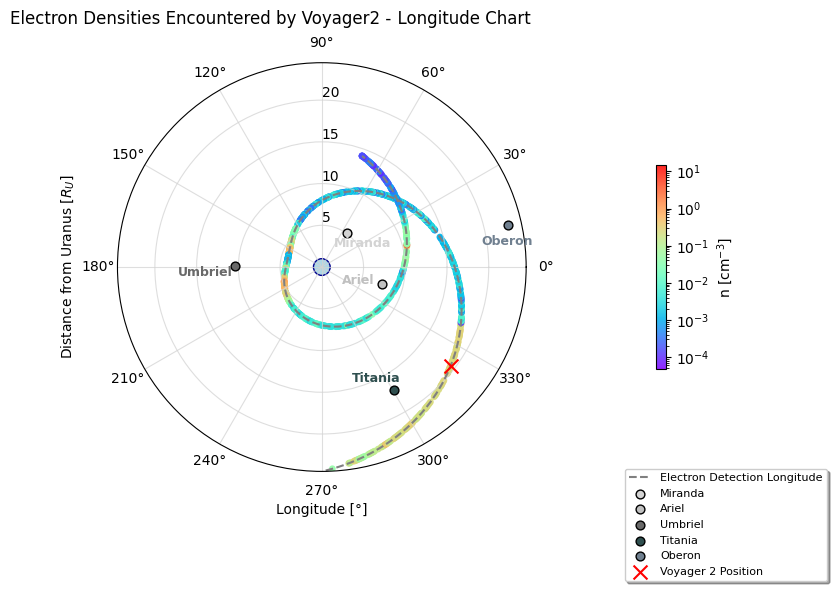 Electron Densities Encountered by Voyager2 - Longitude Chart
90°
120°
60°
20
15
150°
30°
10
5
Miranda
Oberon
180°
Umbriel
Ariel
0°
Distance from Uranus [R_U]
10^1
10^0
10^−1
10^−2
10^−3
10^−4
n [cm^−3]
210°
330°
Titania
240°
300°
270°
Longitude [°]
Electron Detection Longitude
Miranda
Ariel
Umbriel
Titania
Oberon
Voyager 2 Position